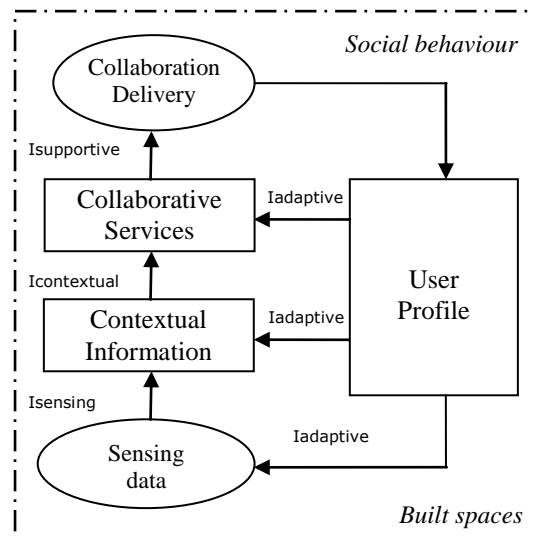 Social behaviour
Collaboration
Delivery
Isupportive
Collaborative
Services
Iadaptive
User
Profile
Icontextual
Contextual
Information
Iadaptive
Isensing
Sensing
data
Iadaptive
Built spaces